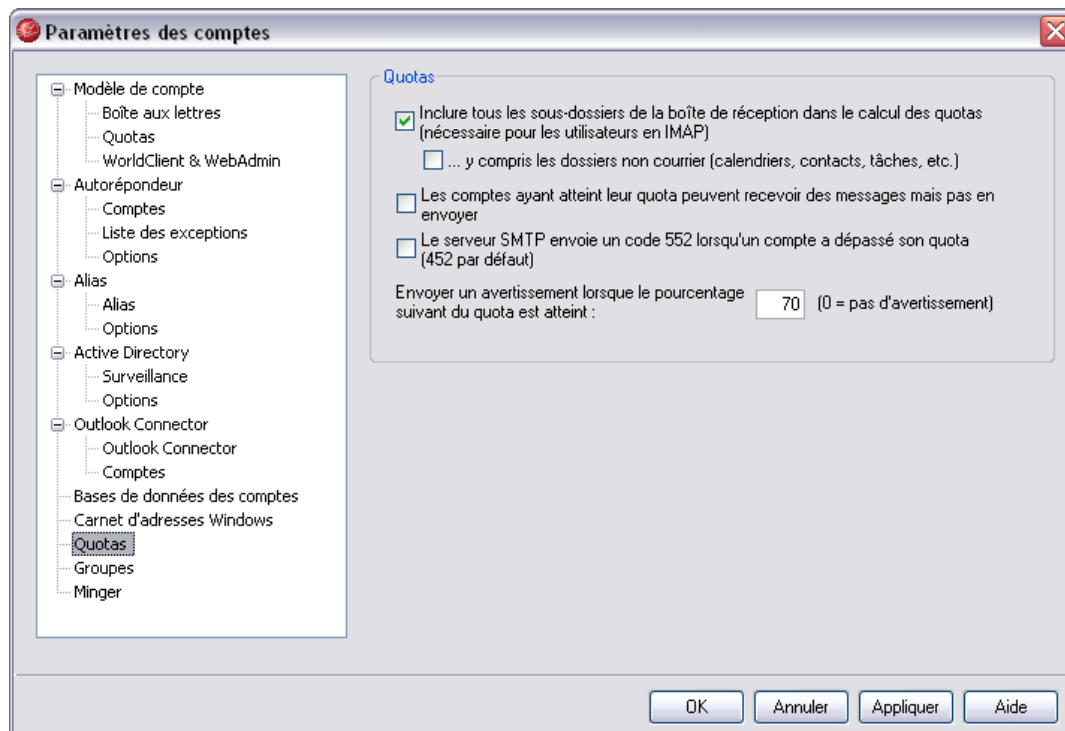 Paramètres des comptes
Modèle de compte
Boîte aux lettres
Quotas
WorldClient & WebAdmin
Autorépondeur
Comptes
Liste des exceptions
Options
Alias
Alias
Options
Active Directory
Surveillance
Options
Outlook Connector
Outlook Connector
Comptes
Bases de données des comptes
Carnet d'adresses Windows
Quotas
Groupes
Minger
Quotas
Inclure tous les sous-dossiers de la boîte de réception dans le calcul des quotas
(nécessaire pour les utilisateurs en IMAP)
... y compris les dossiers non courrier (calendriers, contacts, tâches, etc.)
Les comptes ayant atteint leur quota peuvent recevoir des messages mais pas en
envoyer
Le serveur SMTP envoie un code 552 lorsqu'un compte a dépassé son quota
(452 par défaut)
Envoyer un avertissement lorsque le pourcentage
suivant du quota est atteint :
70 (0 = pas d'avertissement)
OK
Annuler
Appliquer
Aide